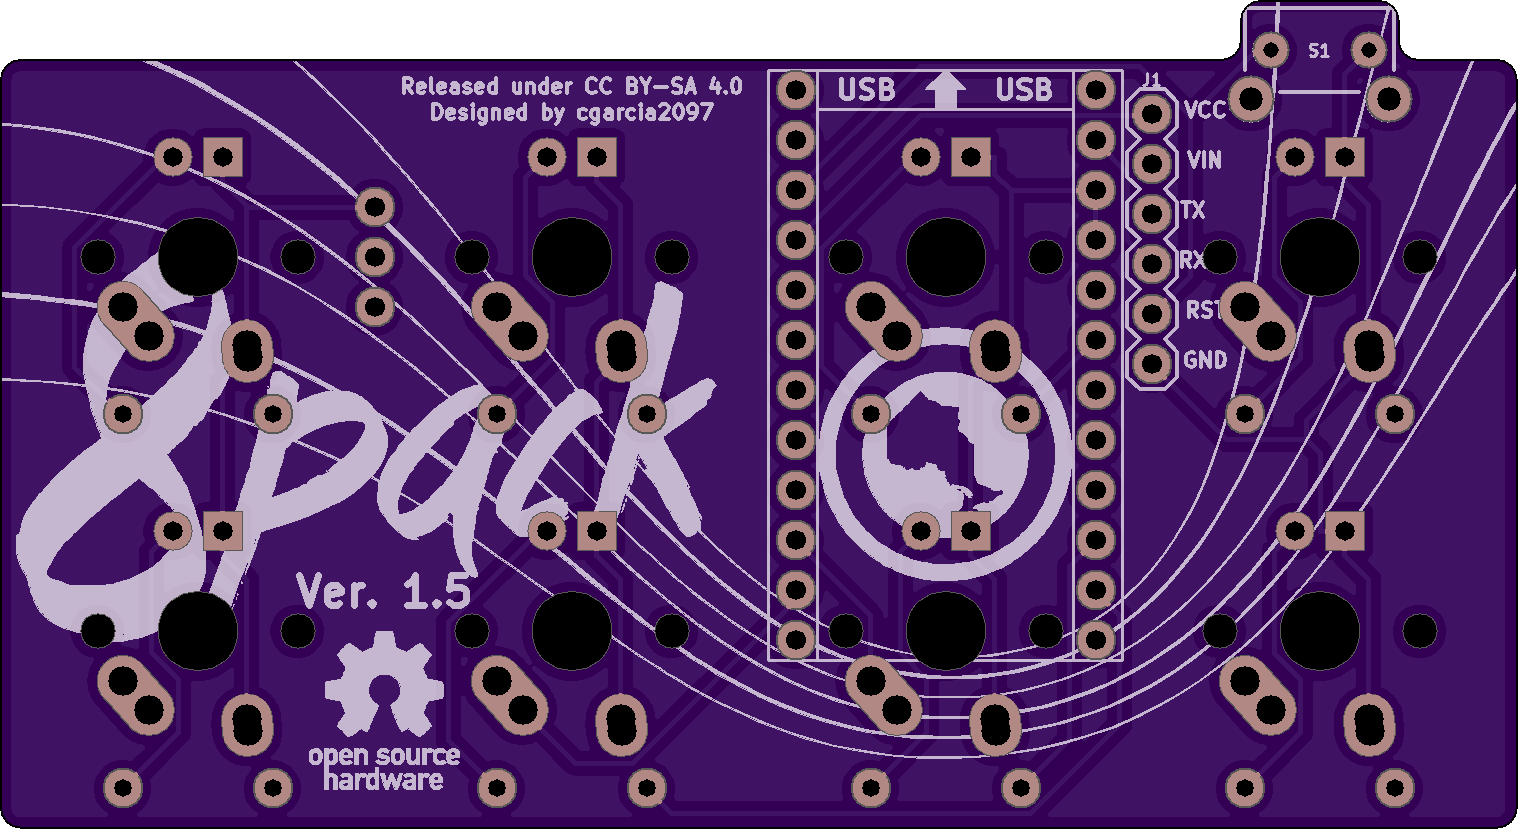 S1
Released under CC BY-SA 4.0
Designed by cgarcia2097
USB USB
J1
VCC
VIN
TX
RX
RST
GND
8pack
Ver. 1.5
open source
hardware